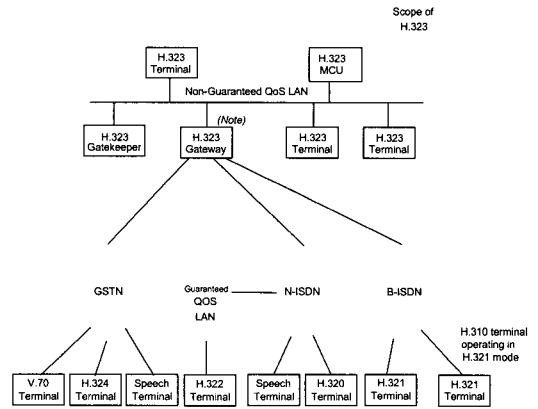 Scope of
H.323
H.323
Terminal
H.323
MCU
Non-Guaranteed QoS LAN
(Note)
H.323
Gatekeeper
H.323
Gateway
H.323
Terminal
H.323
Terminal
GSTN
Guaranteed
QOS
LAN
N-ISDN
B-ISDN
H.310 terminal
operating in
H.321 mode
V.70
Terminal
H.324
Terminal
Speech
Terminal
H.322
Terminal
Speech
Terminal
H.320
Terminal
H.321
Terminal
H.321
Terminal